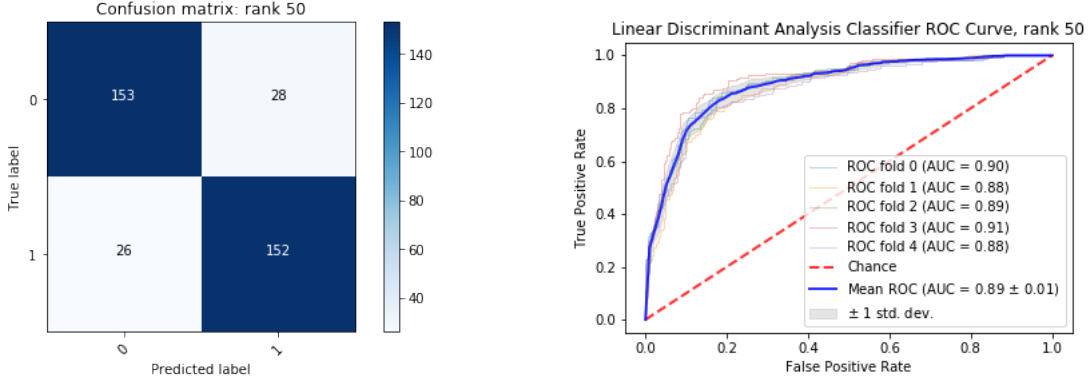 Confusion matrix: rank 50
True label
0
1
153
28
26
152
0
1
Predicted label
140
120
100
80
60
40
Linear Discriminant Analysis Classifier ROC Curve, rank 50
True Positive Rate
1.0
0.8
0.6
0.4
0.2
0.0
ROC fold 0 (AUC = 0.90)
ROC fold 1 (AUC = 0.88)
ROC fold 2 (AUC = 0.89)
ROC fold 3 (AUC = 0.91)
ROC fold 4 (AUC = 0.88)
Chance
Mean ROC (AUC = 0.89 ± 0.01)
± 1 std. dev.
0.0 0.2 0.4 0.6 0.8 1.0
False Positive Rate